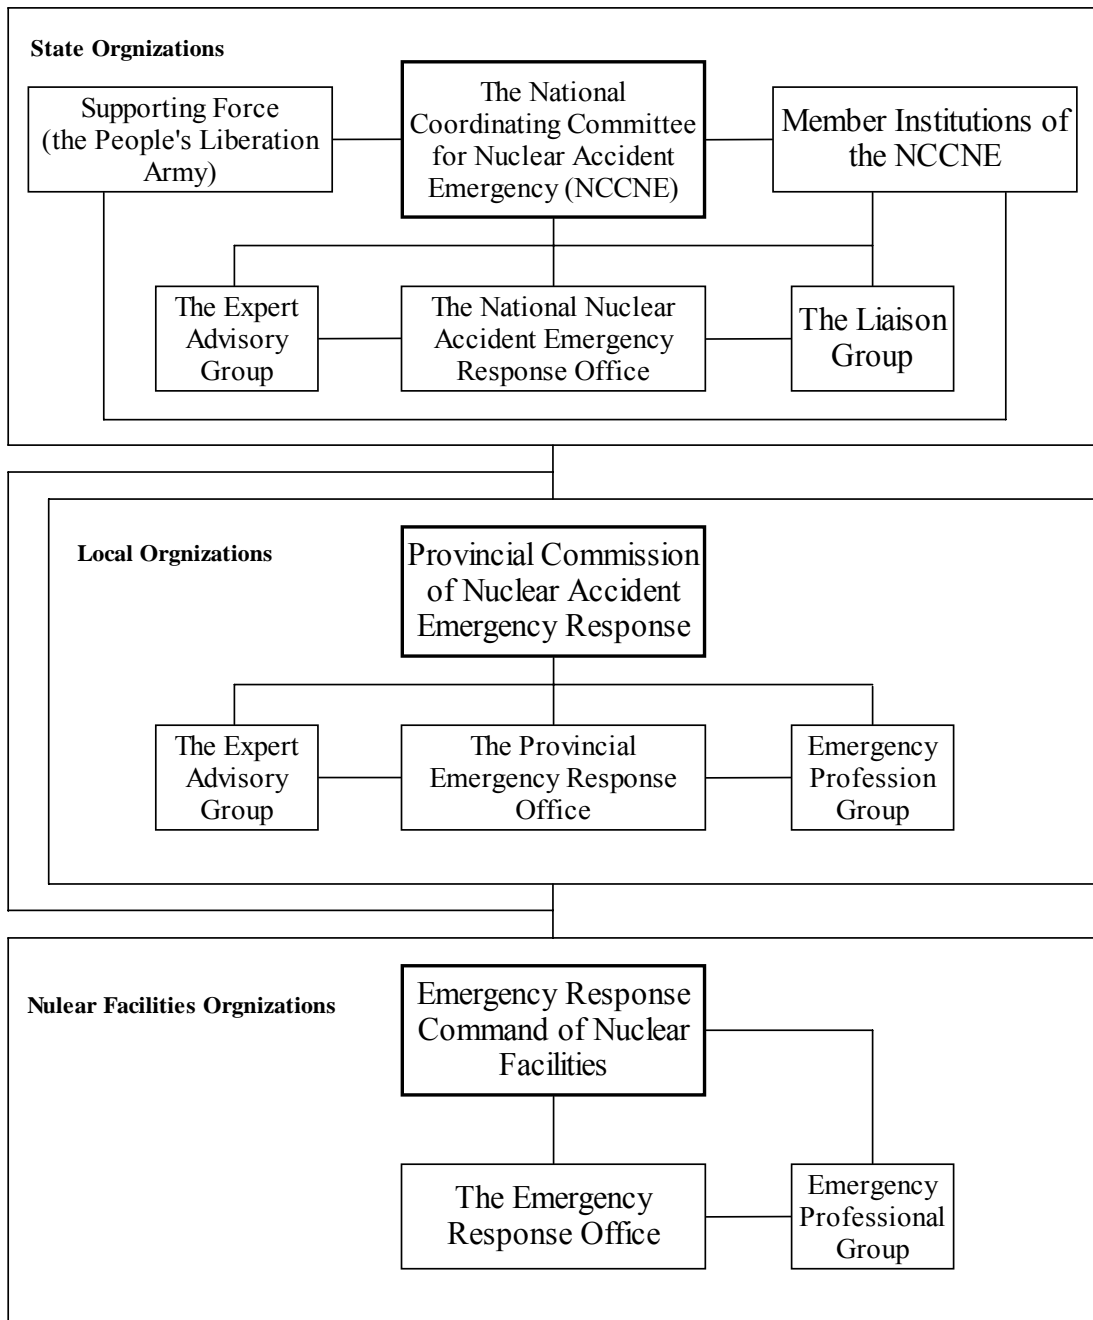 State Orgnizations
Supporting Force
(the People's Liberation
Army)
The National
Coordinating Committee
for Nuclear Accident
Emergency (NCCNE)
Member Institutions of
the NCCNE
The Expert
Advisory
Group
The National Nuclear
Accident Emergency
Response Office
The Liaison
Group
Local Orgnizations
Provincial Commission
of Nuclear Accident
Emergency Response
The Expert
Advisory
Group
The Provincial
Emergency Response
Office
Emergency
Profession
Group
Nulear Facilities Orgnizations
Emergency Response
Command of Nuclear
Facilities
The Emergency
Response Office
Emergency
Professional
Group